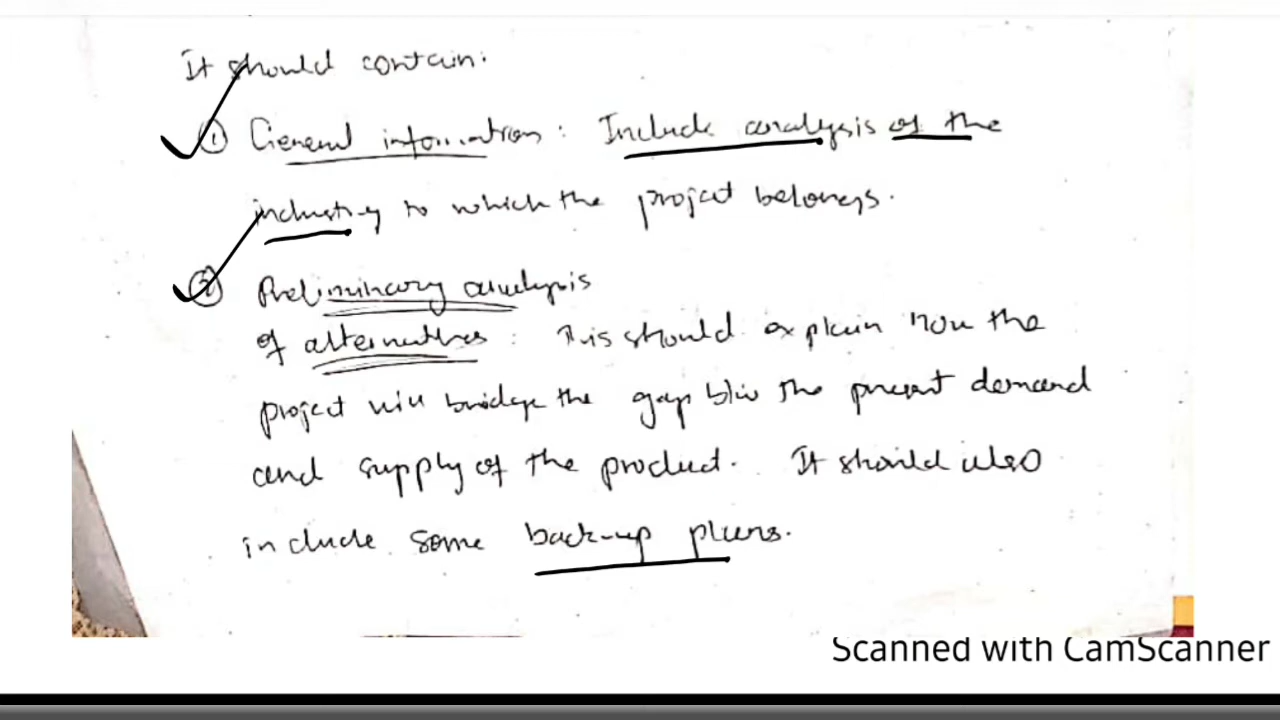 It should contain:
① General information: Include analysis of the
industry to which the project belongs.
② Preliminary analysis
of alternatives: This should explain how the
project will bridge the gap b/w the present demand
and supply of the product. It should also
include some back-up plans.
Scanned with CamScanner